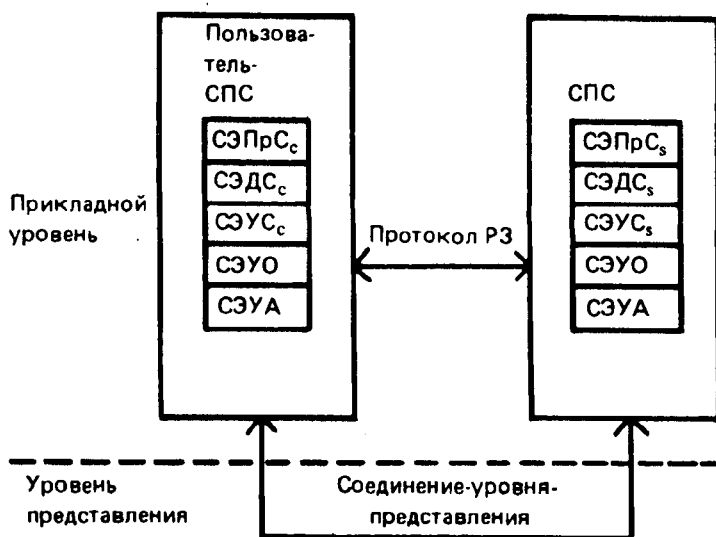 Пользова-
тель-
СПС
СЭПрС_c
СЭДС_c
СЭУС_c
СЭУО
СЭУА
СПС
СЭПрС_s
СЭДС_s
СЭУС_s
СЭУО
СЭУА
Прикладной
уровень
Протокол Р3
Уровень
представления
Соединение-уровня-
представления